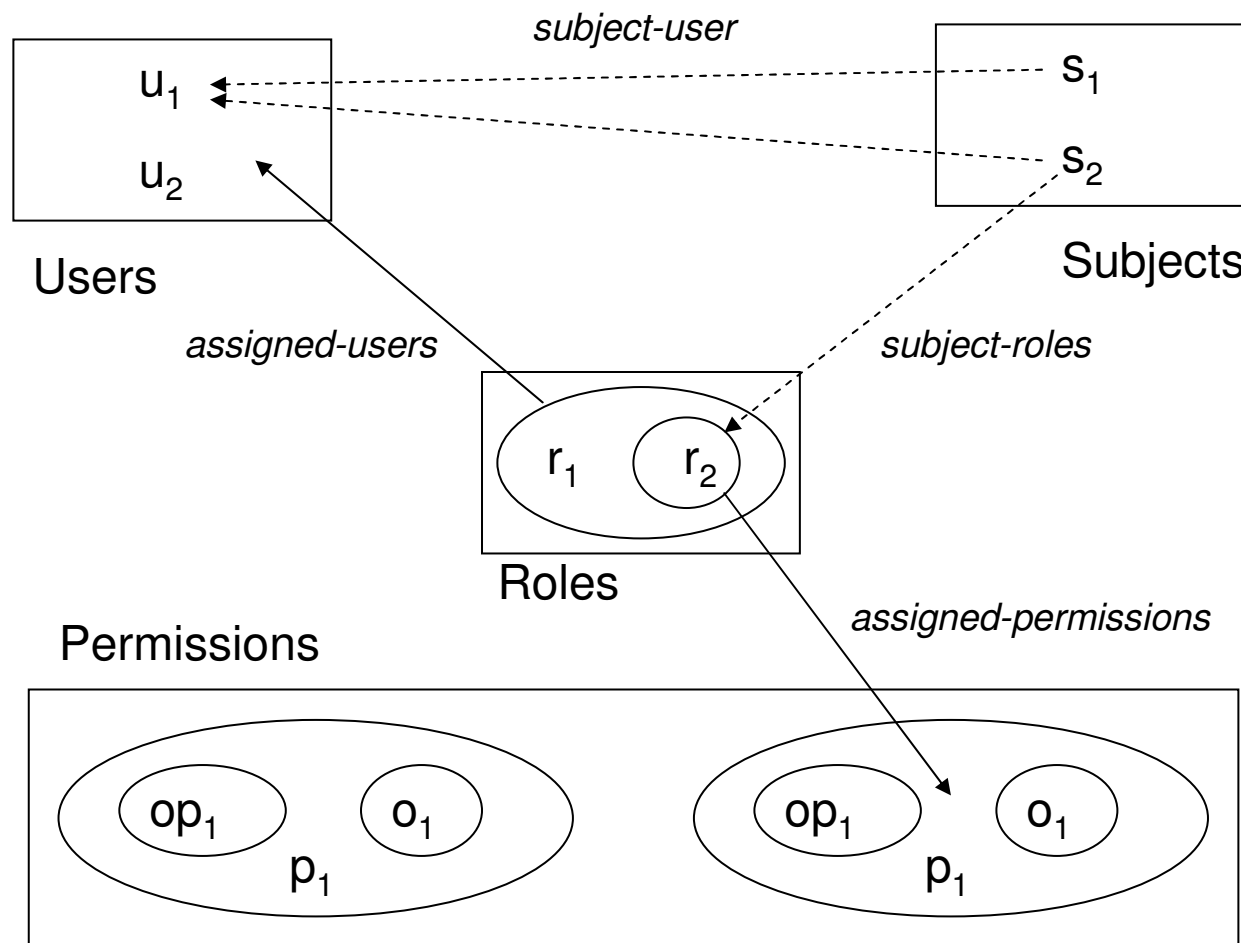 subject-user
u₁
s₁
u₂
s₂
Users
Subjects
assigned-users
subject-roles
r₁ r₂
Roles
assigned-permissions
Permissions
op₁ o₁ op₁ o₁
p₁ p₁